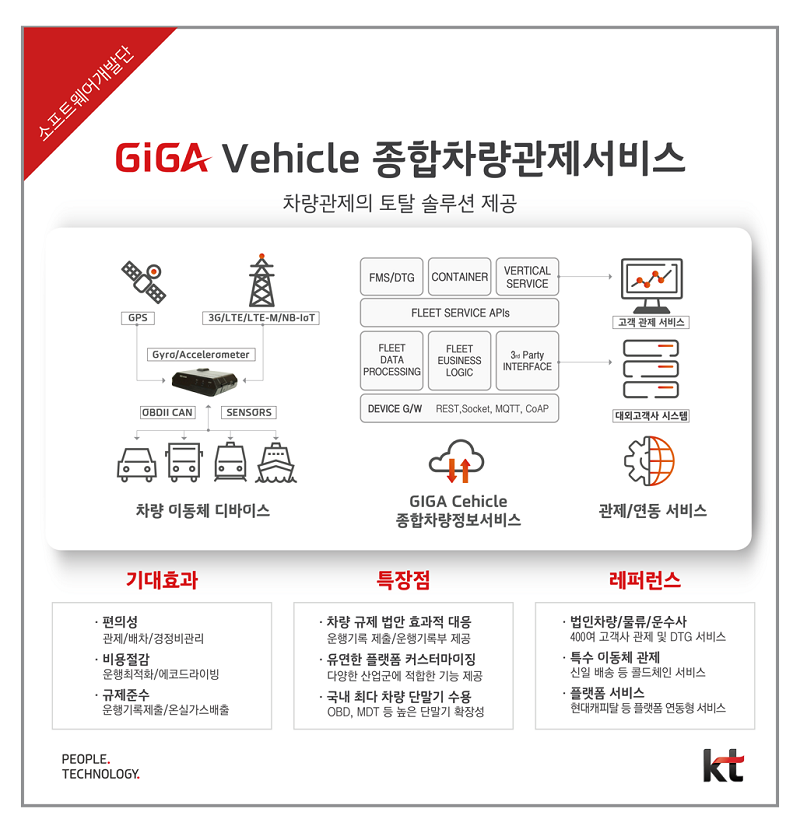 소프트웨어개발단
GiGA Vehicle 종합차량관제서비스
차량관제의 토탈 솔루션 제공
GPS
3G/LTE/LTE-M/NB-IoT
Gyro/Accelerometer
OBDII CAN
SENSORS
차량 이동체 디바이스
FMS/DTG
CONTAINER
VERTICAL
SERVICE
FLEET SERVICE APIs
FLEET
DATA
PROCESSING
FLEET
EUSINESS
LOGIC
3rd Party
INTERFACE
DEVICE G/W REST,Socket, MQTT, CoAP
GIGA Cehicle
종합차량정보서비스
고객 관제 서비스
대외고객사 시스템
관제/연동 서비스
기대효과
· 편의성
관제/배차/경정비관리
· 비용절감
운행최적화/에코드라이빙
· 규제준수
운행기록제출/온실가스배출
특장점
· 차량 규제 법안 효과적 대응
운행기록 제출/운행기록부 제공
· 유연한 플랫폼 커스터마이징
다양한 산업군에 적합한 기능 제공
· 국내 최다 차량 단말기 수용
OBD, MDT 등 높은 단말기 확장성
레퍼런스
· 법인차량/물류/운수사
400여 고객사 관제 및 DTG 서비스
· 특수 이동체 관제
신일 배송 등 콜드체인 서비스
· 플랫폼 서비스
현대캐피탈 등 플랫폼 연동형 서비스
PEOPLE.
TECHNOLOGY.
kt